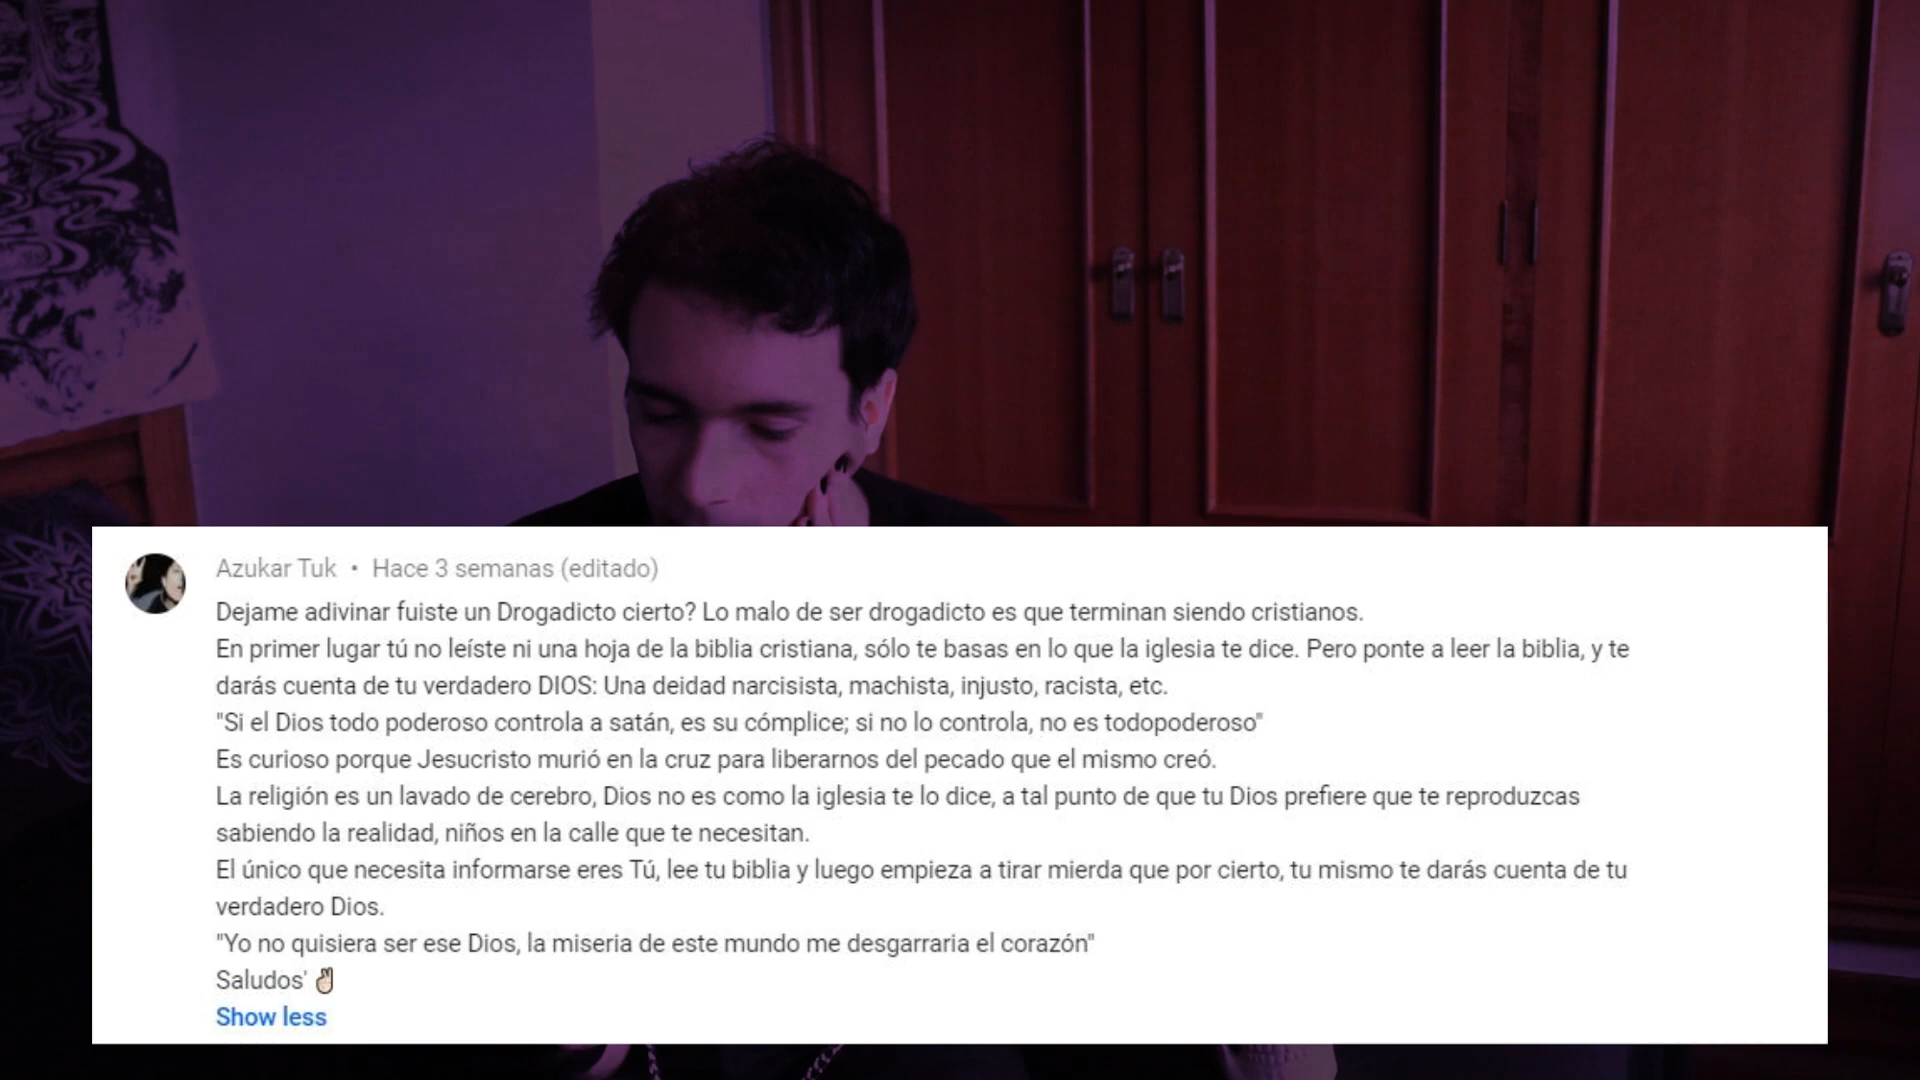 Azukar Tuk • Hace 3 semanas (editado)
Dejame adivinar fuiste un Drogadicto cierto? Lo malo de ser drogadicto es que terminan siendo cristianos.
En primer lugar tú no leíste ni una hoja de la biblia cristiana, sólo te basas en lo que la iglesia te dice. Pero ponte a leer la biblia, y te
darás cuenta de tu verdadero DIOS: Una deidad narcisista, machista, injusto, racista, etc.
"Si el Dios todo poderoso controla a satán, es su cómplice; si no lo controla, no es todopoderoso"
Es curioso porque Jesucristo murió en la cruz para liberarnos del pecado que el mismo creó.
La religión es un lavado de cerebro, Dios no es como la iglesia te lo dice, a tal punto de que tu Dios prefiere que te reproduzcas
sabiendo la realidad, niños en la calle que te necesitan.
El único que necesita informarse eres Tú, lee tu biblia y luego empieza a tirar mierda que por cierto, tu mismo te darás cuenta de tu
verdadero Dios.
"Yo no quisiera ser ese Dios, la miseria de este mundo me desgarraria el corazón"
Saludos' ✌🏻
Show less